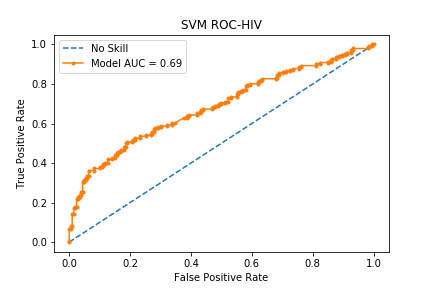 SVM ROC-HIV
No Skill
Model AUC = 0.69
True Positive Rate
1.0
0.8
0.6
0.4
0.2
0.0
0.0 0.2 0.4 0.6 0.8 1.0
False Positive Rate